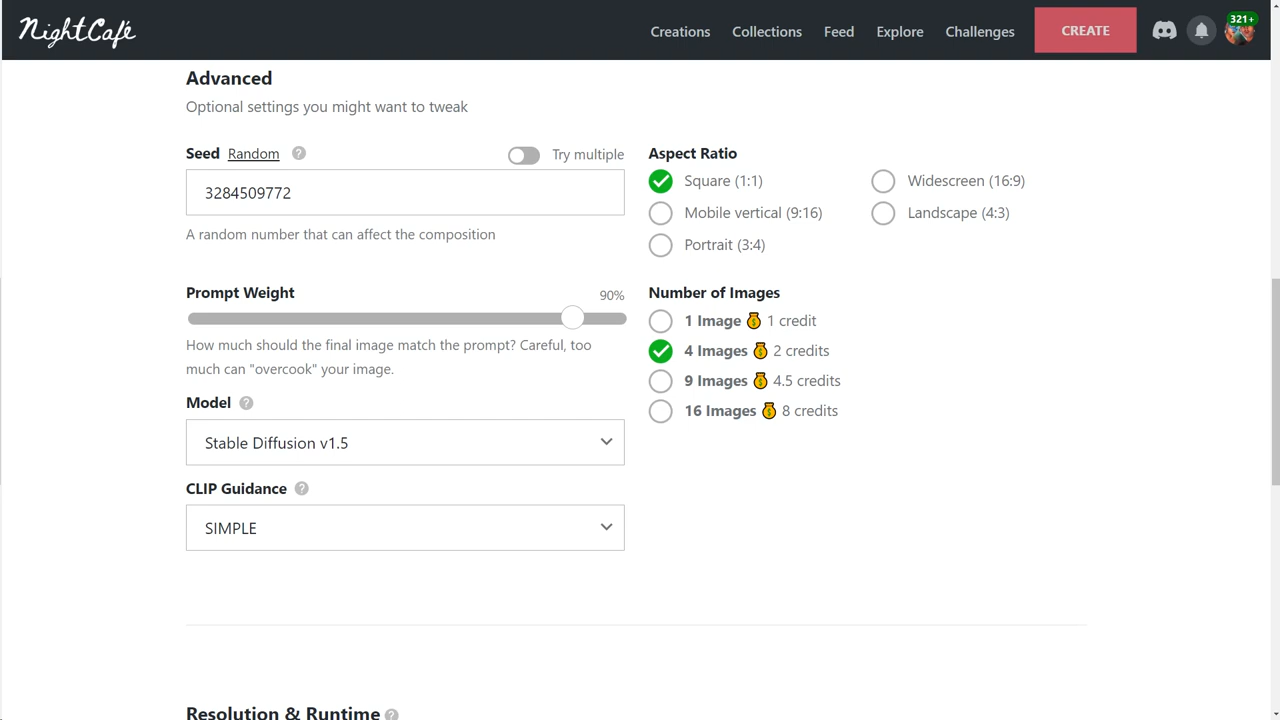 NightCafé
Creations Collections Feed Explore Challenges CREATE 321+
Advanced
Optional settings you might want to tweak
Seed Random ? Try multiple
3284509772
A random number that can affect the composition
Aspect Ratio
Square (1:1) Widescreen (16:9)
Mobile vertical (9:16) Landscape (4:3)
Portrait (3:4)
Prompt Weight 90%
How much should the final image match the prompt? Careful, too
much can "overcook" your image.
Number of Images
1 Image 1 credit
4 Images 2 credits
9 Images 4.5 credits
16 Images 8 credits
Model ?
Stable Diffusion v1.5
CLIP Guidance ?
SIMPLE
Resolution & Runtime ?